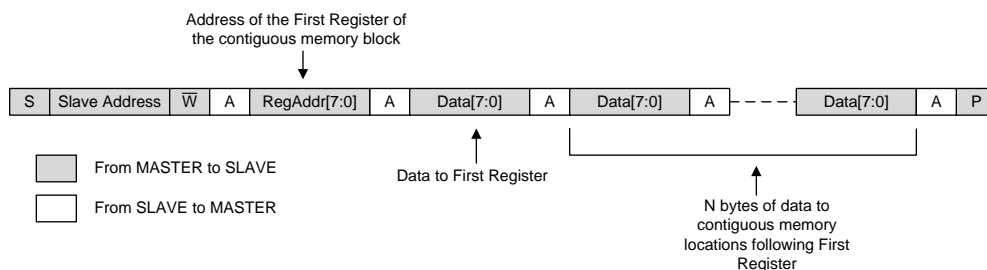 Address of the First Register of
the contiguous memory block
S Slave Address W̅ A RegAddr[7:0] A Data[7:0] A Data[7:0] A Data[7:0] A P
From MASTER to SLAVE
Data to First Register
From SLAVE to MASTER
N bytes of data to
contiguous memory
locations following First
Register